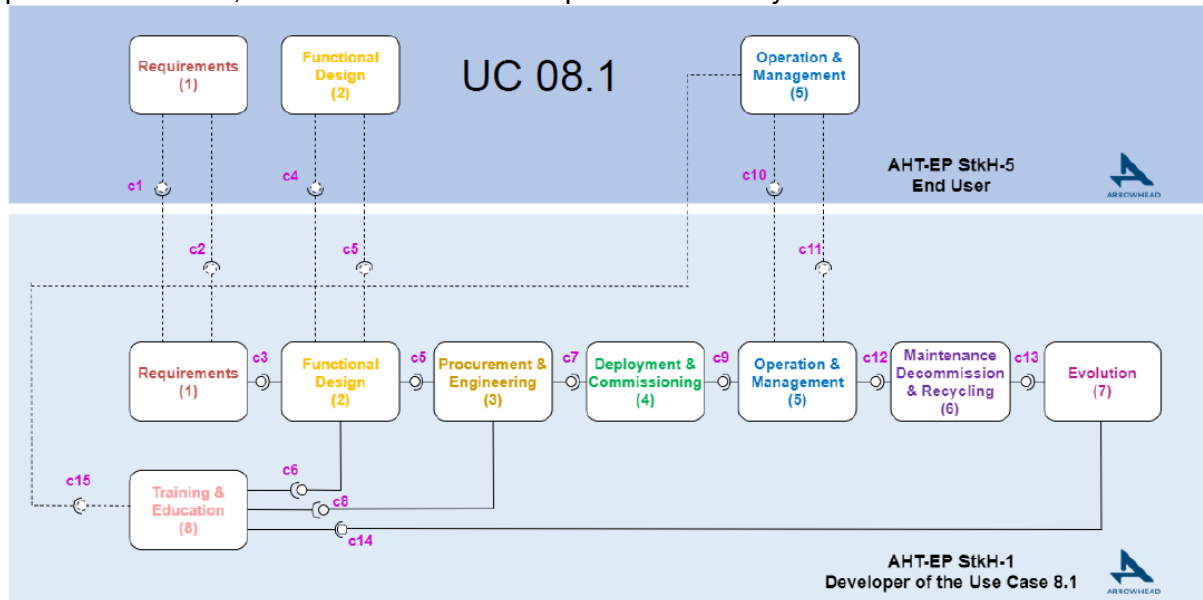 UC 08.1
Requirements
(1)
Functional
Design
(2)
Operation &
Management
(5)
c1
c4
c10
AHT-EP StkH-5
End User
ARROWHEAD
c2
c5
c11
Requirements
(1)
c3
Functional
Design
(2)
c5
Procurement &
Engineering
(3)
c7
Deployment &
Commissioning
(4)
c9
Operation &
Management
(5)
c12
Maintenance
Decommission
& Recycling
(6)
c13
Evolution
(7)
c15
Training &
Education
(8)
c6
c8
c14
AHT-EP StkH-1
Developer of the Use Case 8.1
ARROWHEAD